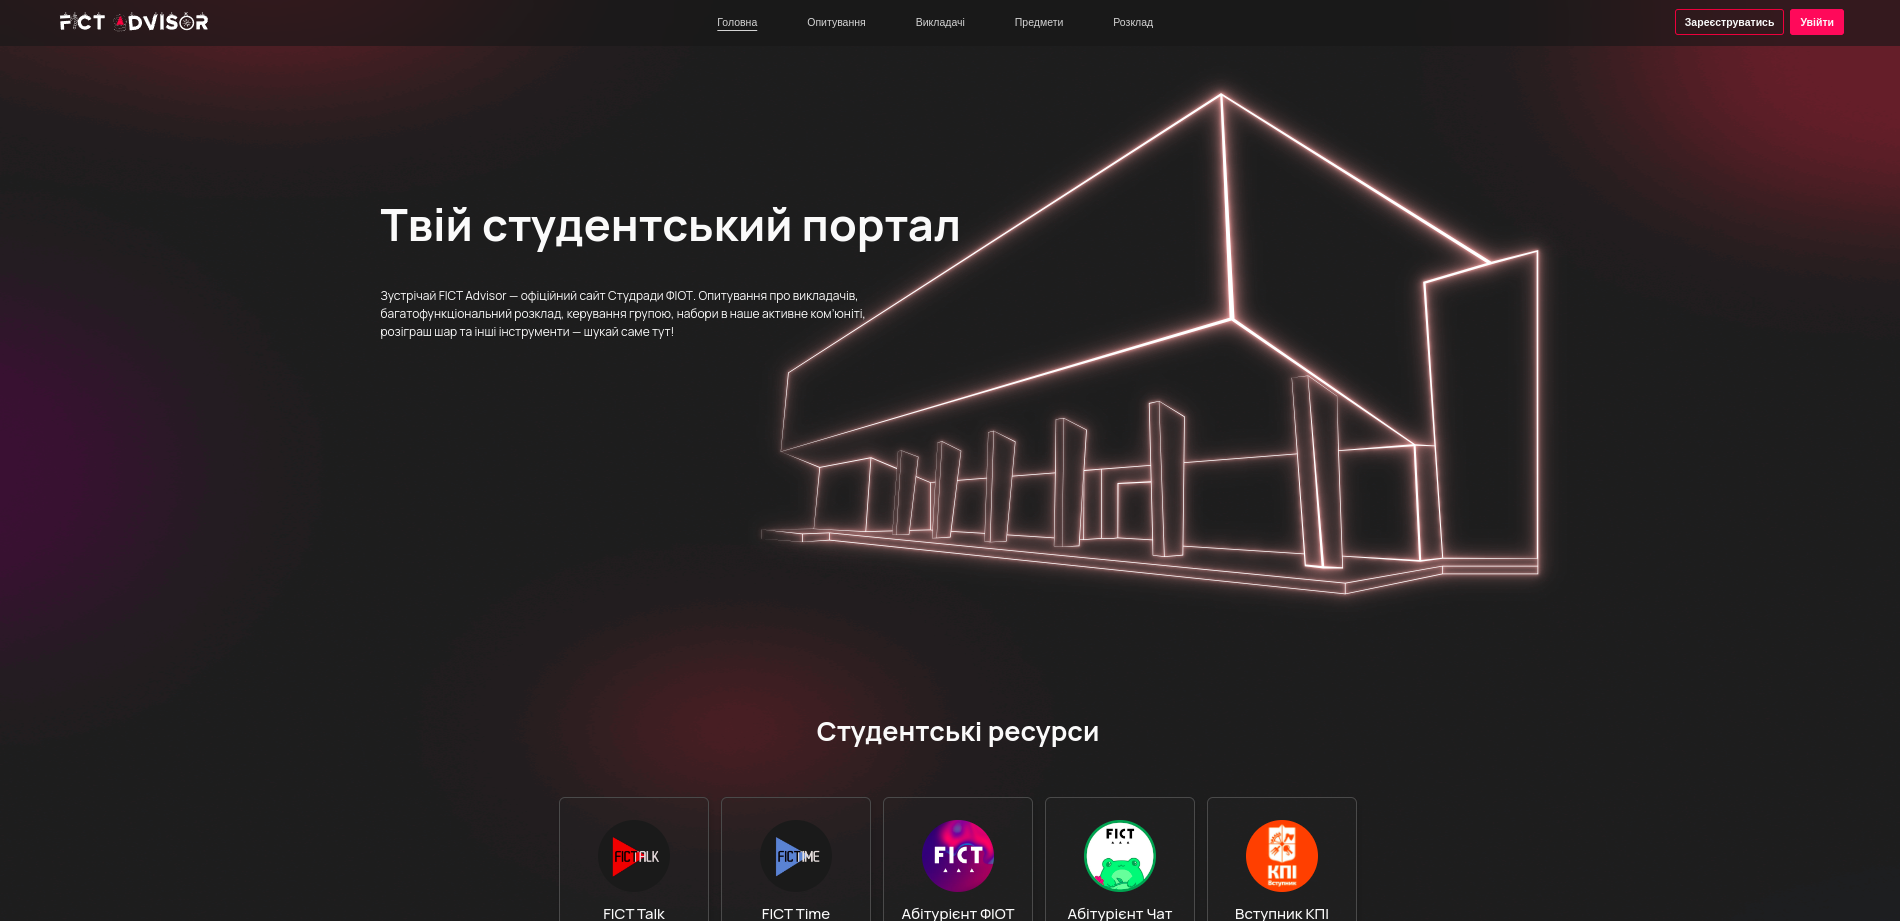 FICT ADVISOR
Головна
Опитування
Викладачі
Предмети
Розклад
Зареєструватись
Увійти
Твій студентський портал
Зустрічай FICT Advisor — офіційний сайт Студради ФІОТ. Опитування про викладачів,
багатофункціональний розклад, керування групою, набори в наше активне ком'юніті,
розіграш шар та інші інструменти — шукай саме тут!
Студентські ресурси
FICT TALK
FICTIME
FICT
FICT
КПІ
Вступник
FICT Talk
FICT Time
Абітурієнт ФІОТ
Абітурієнт Чат
Вступник КПІ